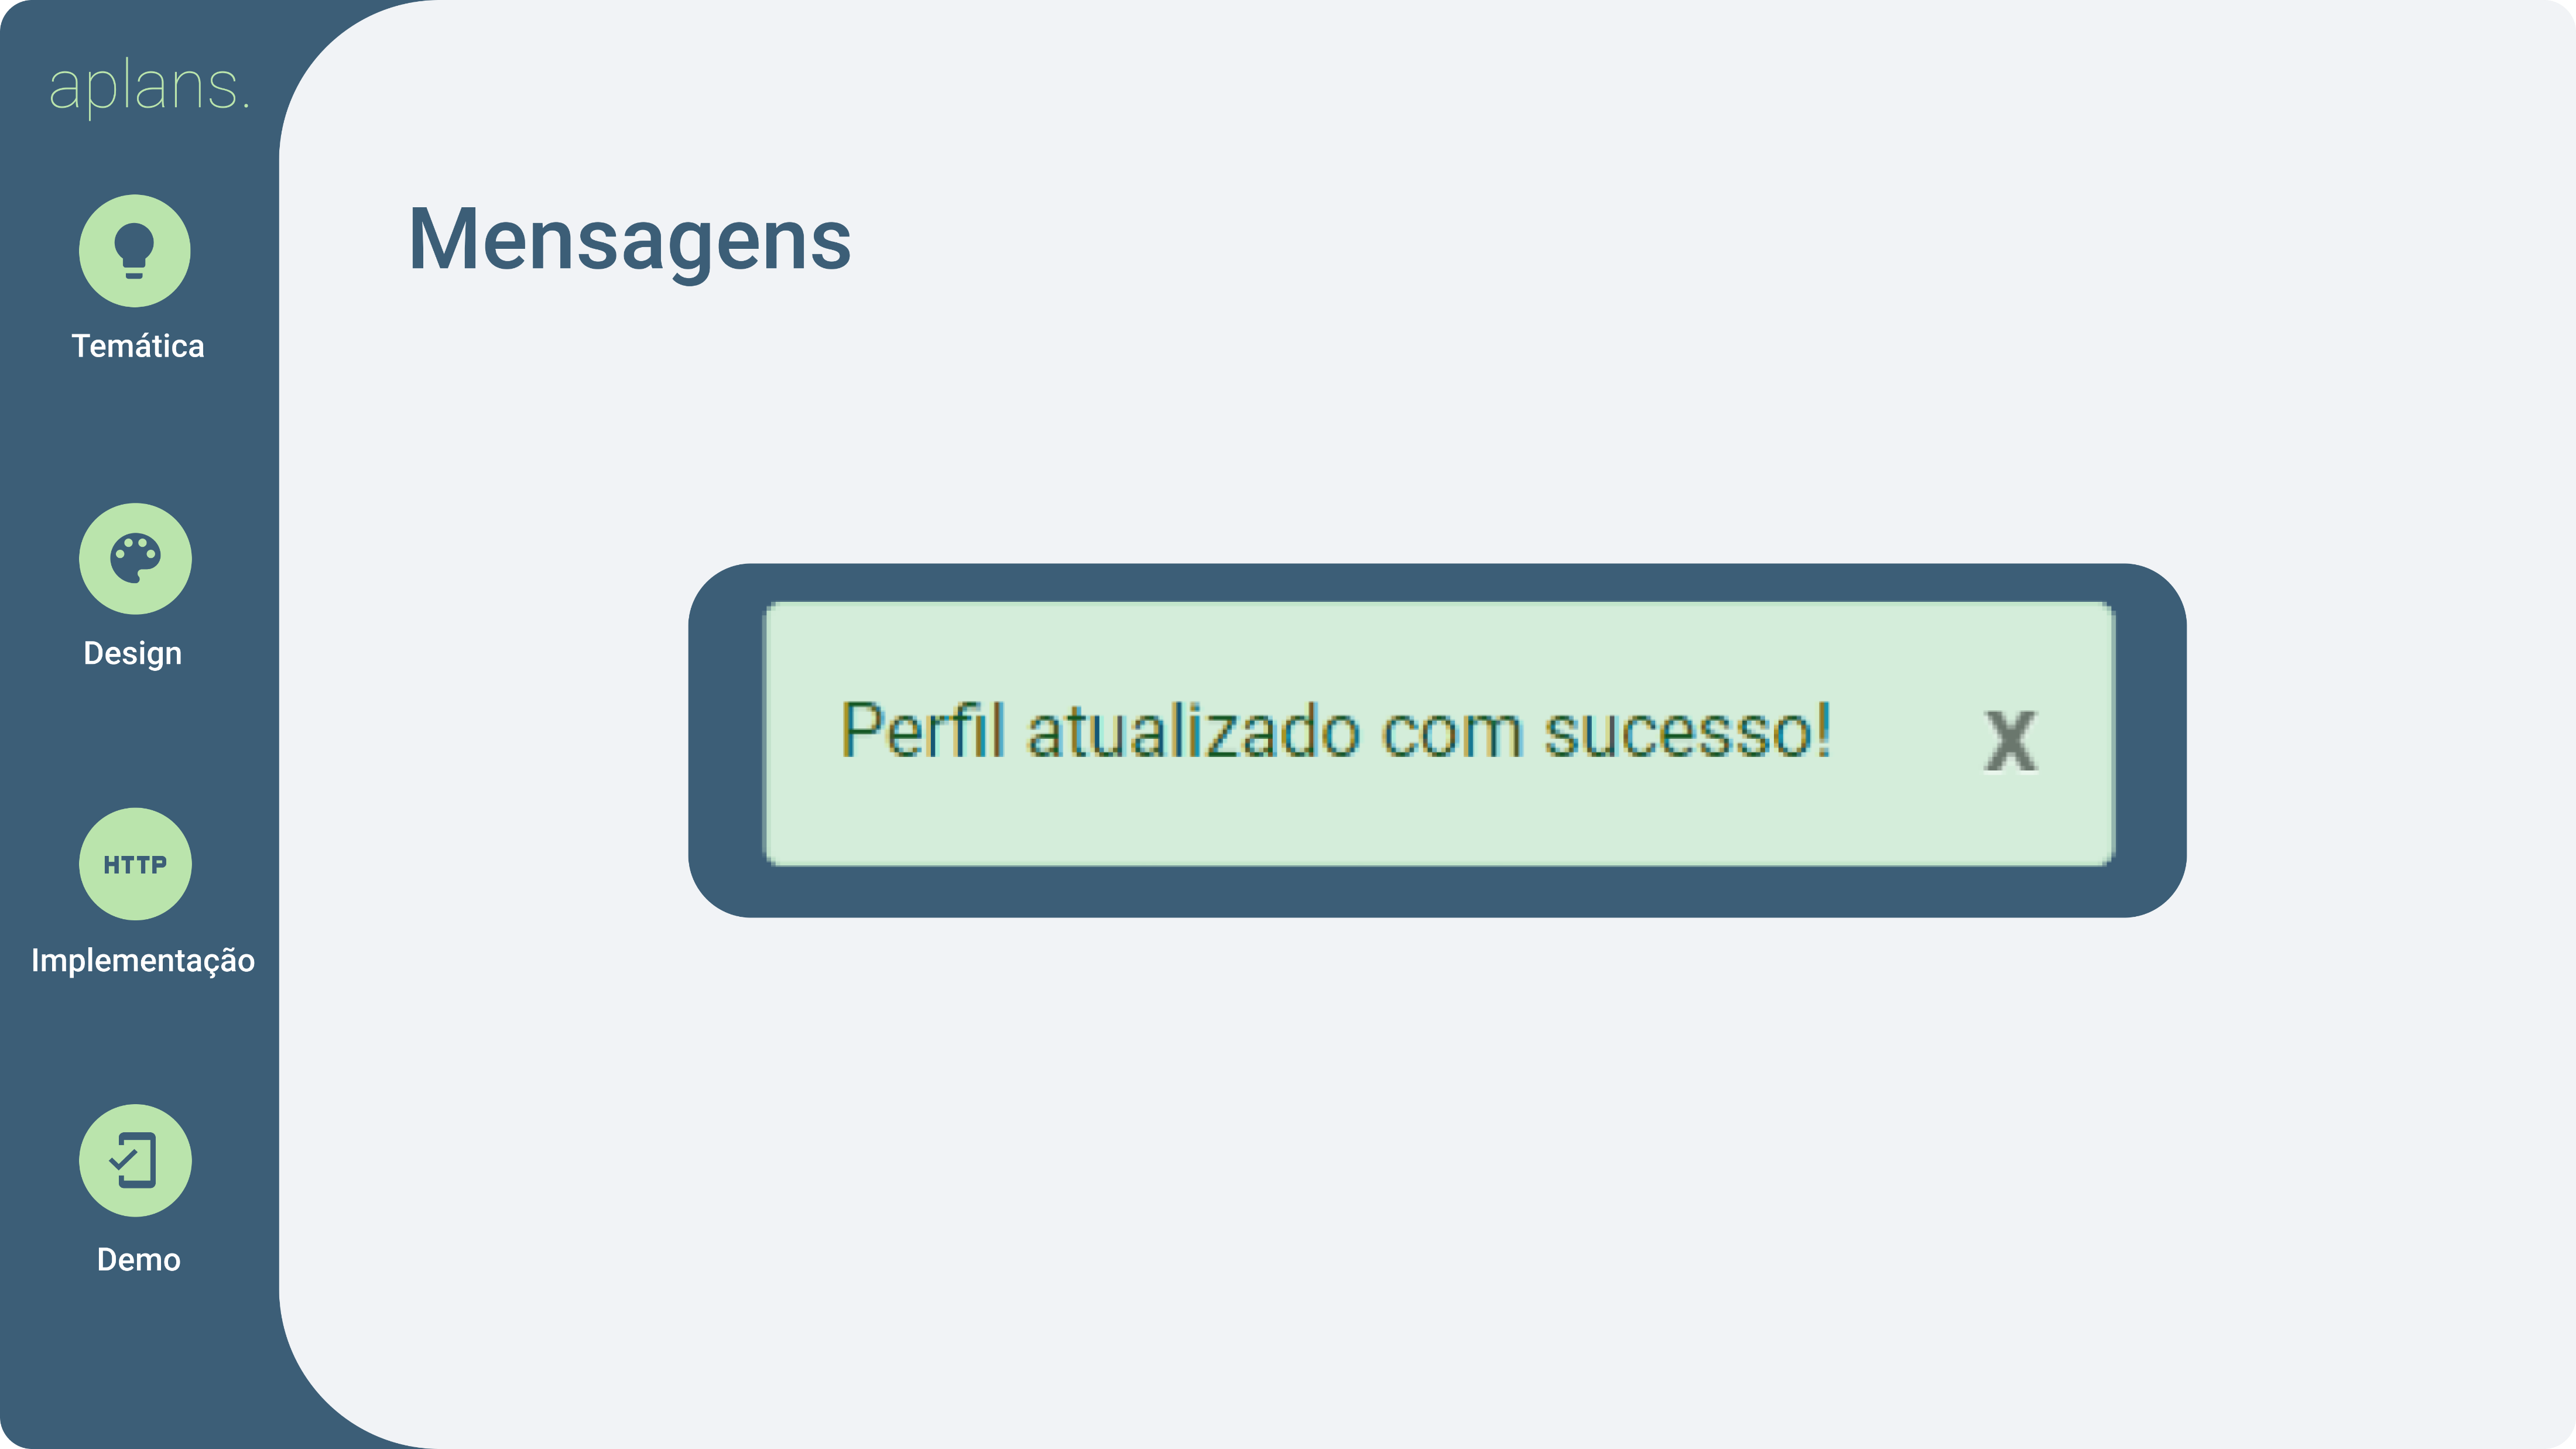 aplans.
Temática
Design
HTTP
Implementação
Demo
Mensagens
Perfil atualizado com sucesso! x